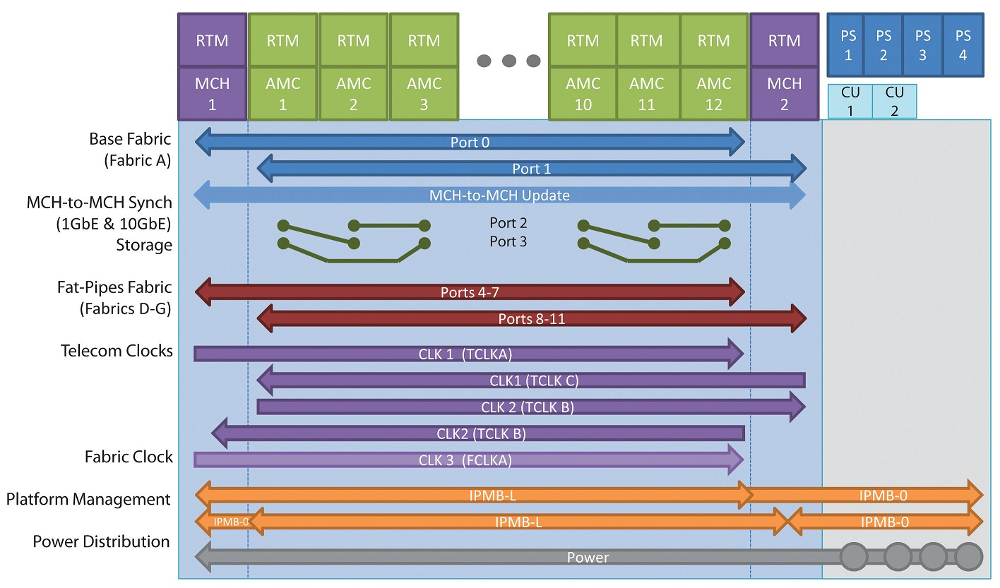 RTM RTM RTM RTM RTM RTM RTM RTM
MCH 1
AMC 1
AMC 2
AMC 3
AMC 10
AMC 11
AMC 12
MCH 2
PS 1
PS 2
PS 3
PS 4
CU 1
CU 2
Base Fabric
(Fabric A)
Port 0
Port 1
MCH-to-MCH Synch
(1GbE & 10GbE)
Storage
MCH-to-MCH Update
Port 2
Port 3
Fat-Pipes Fabric
(Fabrics D-G)
Ports 4-7
Ports 8-11
Telecom Clocks
CLK 1 (TCLKA)
CLK1 (TCLK C)
CLK 2 (TCLK B)
CLK2 (TCLK B)
Fabric Clock
CLK 3 (FCLKA)
Platform Management
IPMB-L IPMB-0
IPMB-0 IPMB-L IPMB-0
Power Distribution
Power